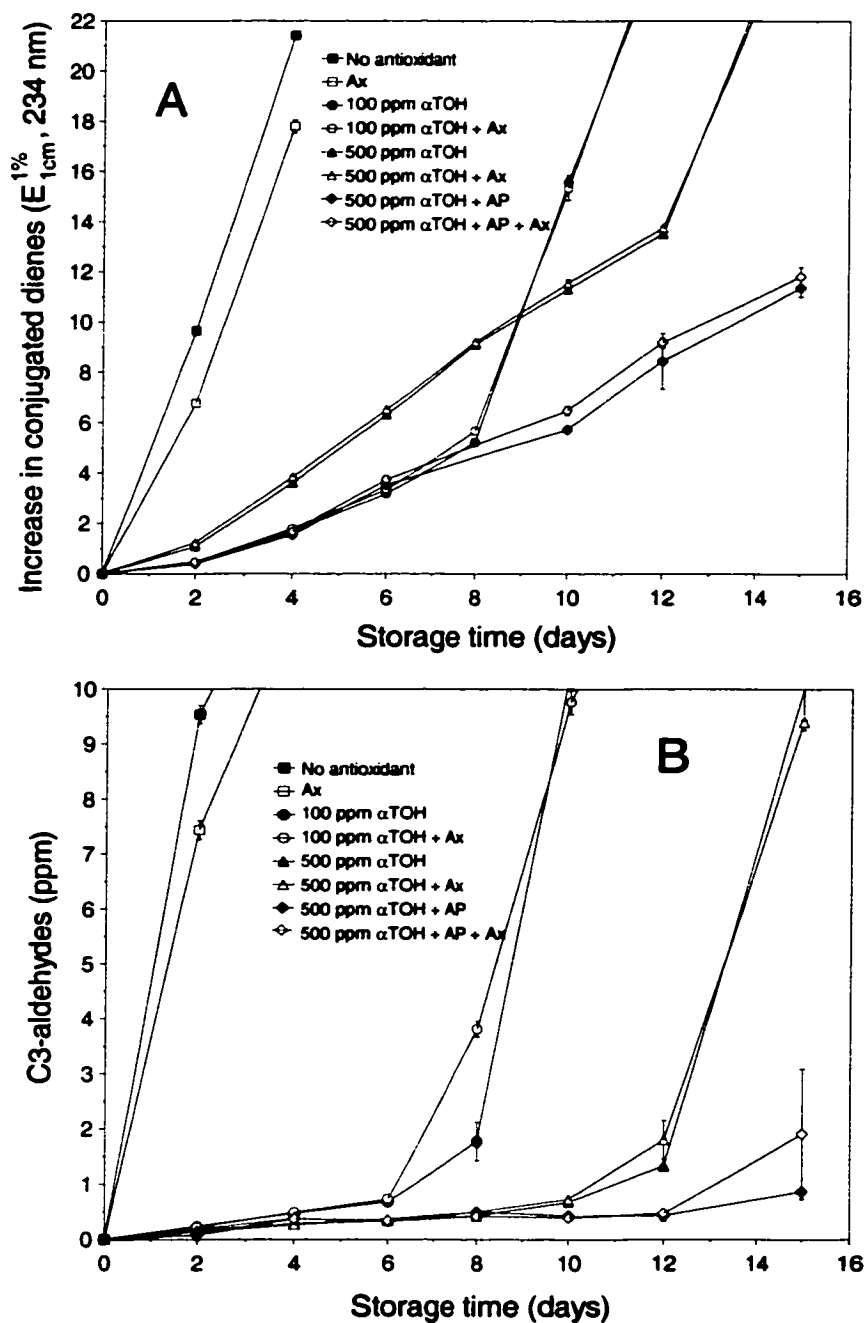 22
20
18
16
14
12
10
8
6
4
2
0
Increase in conjugated dienes (E 1% 1cm, 234 nm)
A
No antioxidant
Ax
100 ppm αTOH
100 ppm αTOH + Ax
500 ppm αTOH
500 ppm αTOH + Ax
500 ppm αTOH + AP
500 ppm αTOH + AP + Ax
0 2 4 6 8 10 12 14 16
Storage time (days)
10
9
8
7
6
5
4
3
2
1
0
C3-aldehydes (ppm)
B
No antioxidant
Ax
100 ppm αTOH
100 ppm αTOH + Ax
500 ppm αTOH
500 ppm αTOH + Ax
500 ppm αTOH + AP
500 ppm αTOH + AP + Ax
0 2 4 6 8 10 12 14 16
Storage time (days)